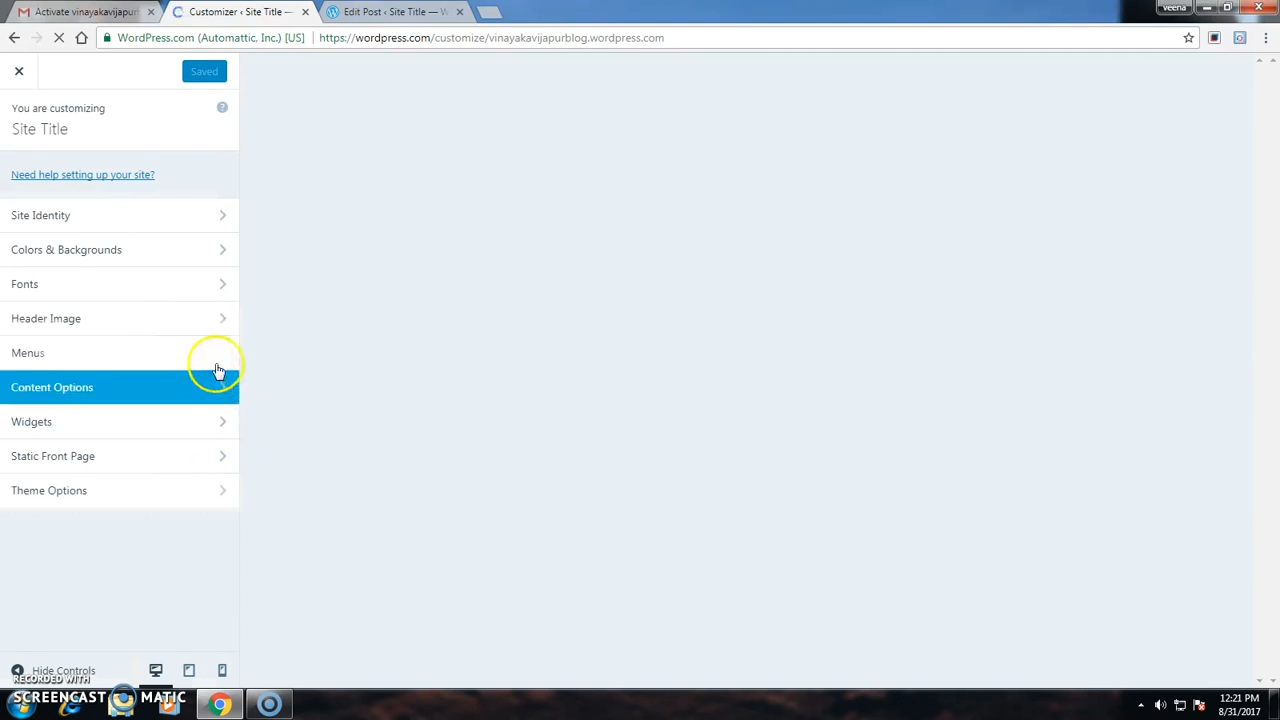 Activate vinayakavijapur
Customizer ‹ Site Title —
Edit Post ‹ Site Title — W
veena
WordPress.com (Automattic, Inc.) [US]
https://wordpress.com/customize/vinayakavijapurblog.wordpress.com
Saved
You are customizing
Site Title
Need help setting up your site?
Site Identity
Colors & Backgrounds
Fonts
Header Image
Menus
Content Options
Widgets
Static Front Page
Theme Options
Hide Controls
RECORDED WITH
SCREENCAST MATIC
12:21 PM
8/31/2017